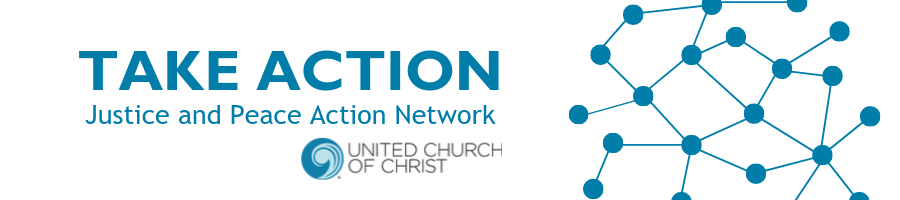 TAKE ACTION
Justice and Peace Action Network
UNITED CHURCH
OF CHRIST